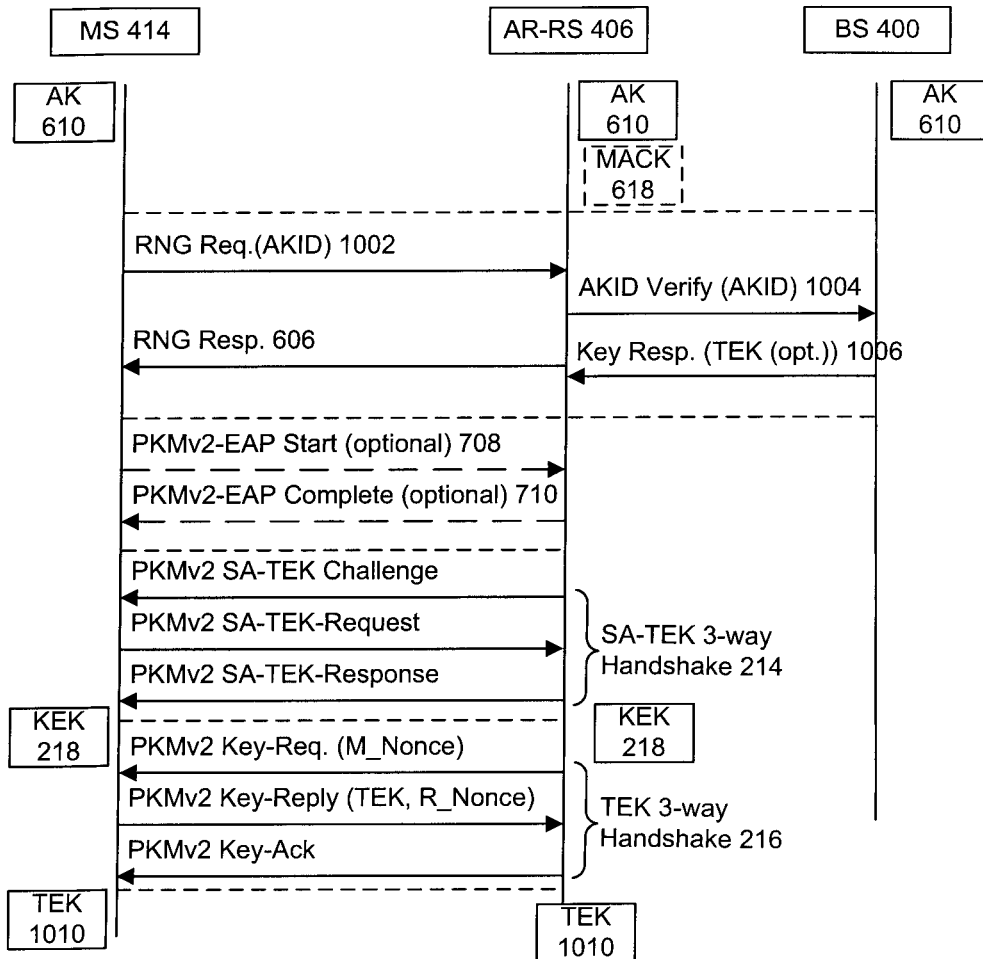 MS 414
AR-RS 406
BS 400
AK
610
AK
610
AK
610
MACK
618
RNG Req.(AKID) 1002
AKID Verify (AKID) 1004
RNG Resp. 606
Key Resp. (TEK (opt.)) 1006
PKMv2-EAP Start (optional) 708
PKMv2-EAP Complete (optional) 710
PKMv2 SA-TEK Challenge
PKMv2 SA-TEK-Request
SA-TEK 3-way
Handshake 214
PKMv2 SA-TEK-Response
KEK
218
KEK
218
PKMv2 Key-Req. (M_Nonce)
PKMv2 Key-Reply (TEK, R_Nonce)
TEK 3-way
Handshake 216
PKMv2 Key-Ack
TEK
1010
TEK
1010